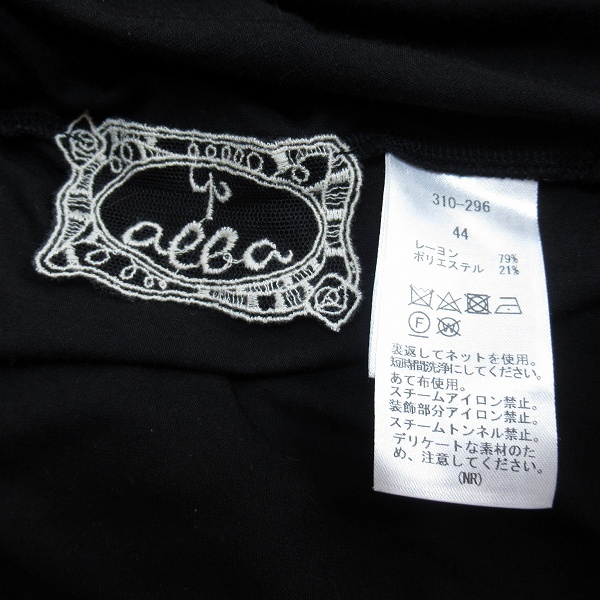 alba
310-296
44
レーヨン 79%
ポリエステル 21%
F W
裏返してネットを使用。
短時間洗浄にしてください。
あて布使用。
スチームアイロン禁止。
装飾部分アイロン禁止。
スチームトンネル禁止。
デリケートな素材のた
め、注意してください。
(NR)